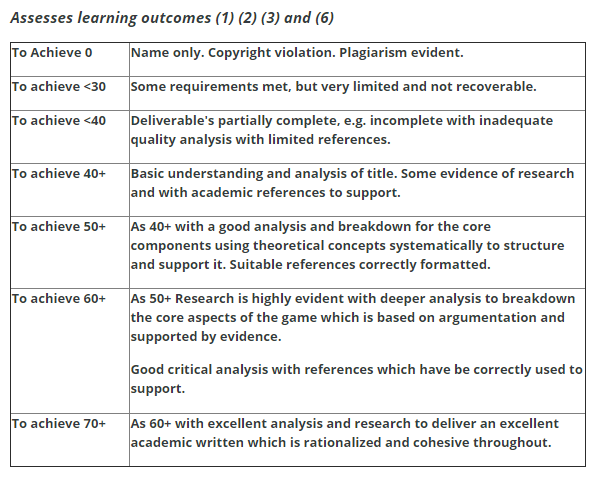 Assesses learning outcomes (1) (2) (3) and (6)
To Achieve 0
Name only. Copyright violation. Plagiarism evident.
To achieve <30
Some requirements met, but very limited and not recoverable.
To achieve <40
Deliverable's partially complete, e.g. incomplete with inadequate
quality analysis with limited references.
To achieve 40+
Basic understanding and analysis of title. Some evidence of research
and with academic references to support.
To achieve 50+
As 40+ with a good analysis and breakdown for the core
components using theoretical concepts systematically to structure
and support it. Suitable references correctly formatted.
To achieve 60+
As 50+ Research is highly evident with deeper analysis to breakdown
the core aspects of the game which is based on argumentation and
supported by evidence.
Good critical analysis with references which have be correctly used to
support.
To achieve 70+
As 60+ with excellent analysis and research to deliver an excellent
academic written which is rationalized and cohesive throughout.